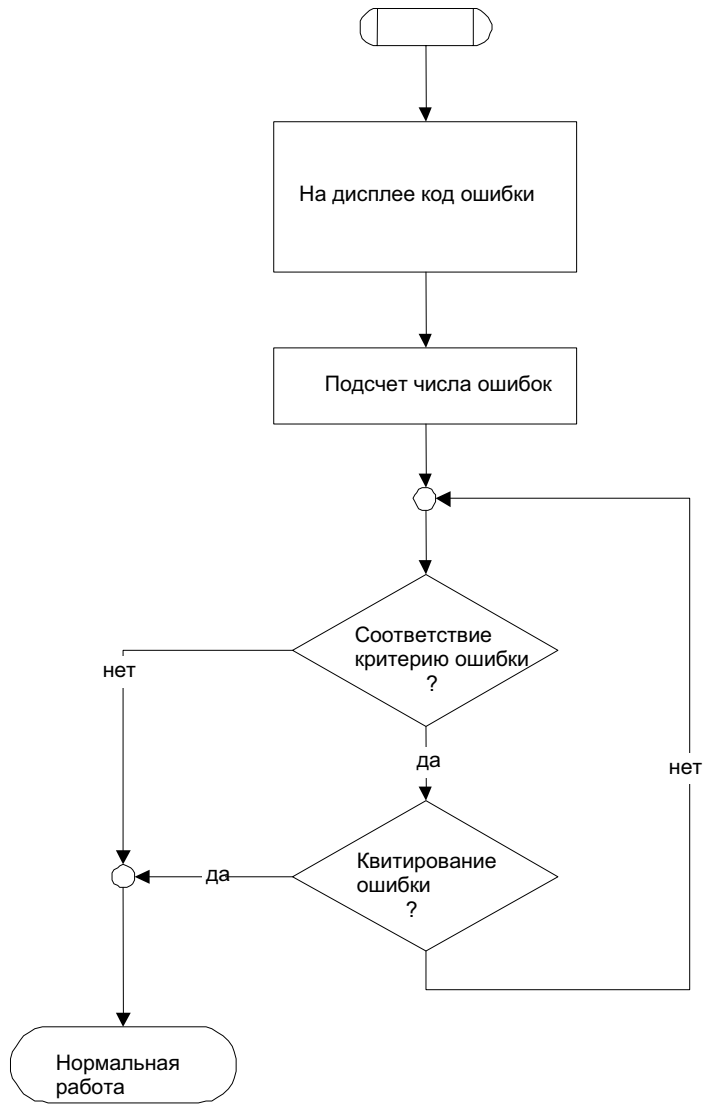 На дисплее код ошибки
Подсчет числа ошибок
Соответствие
критерию ошибки
?
нет
да
нет
Квитирование
ошибки
?
да
Нормальная
работа